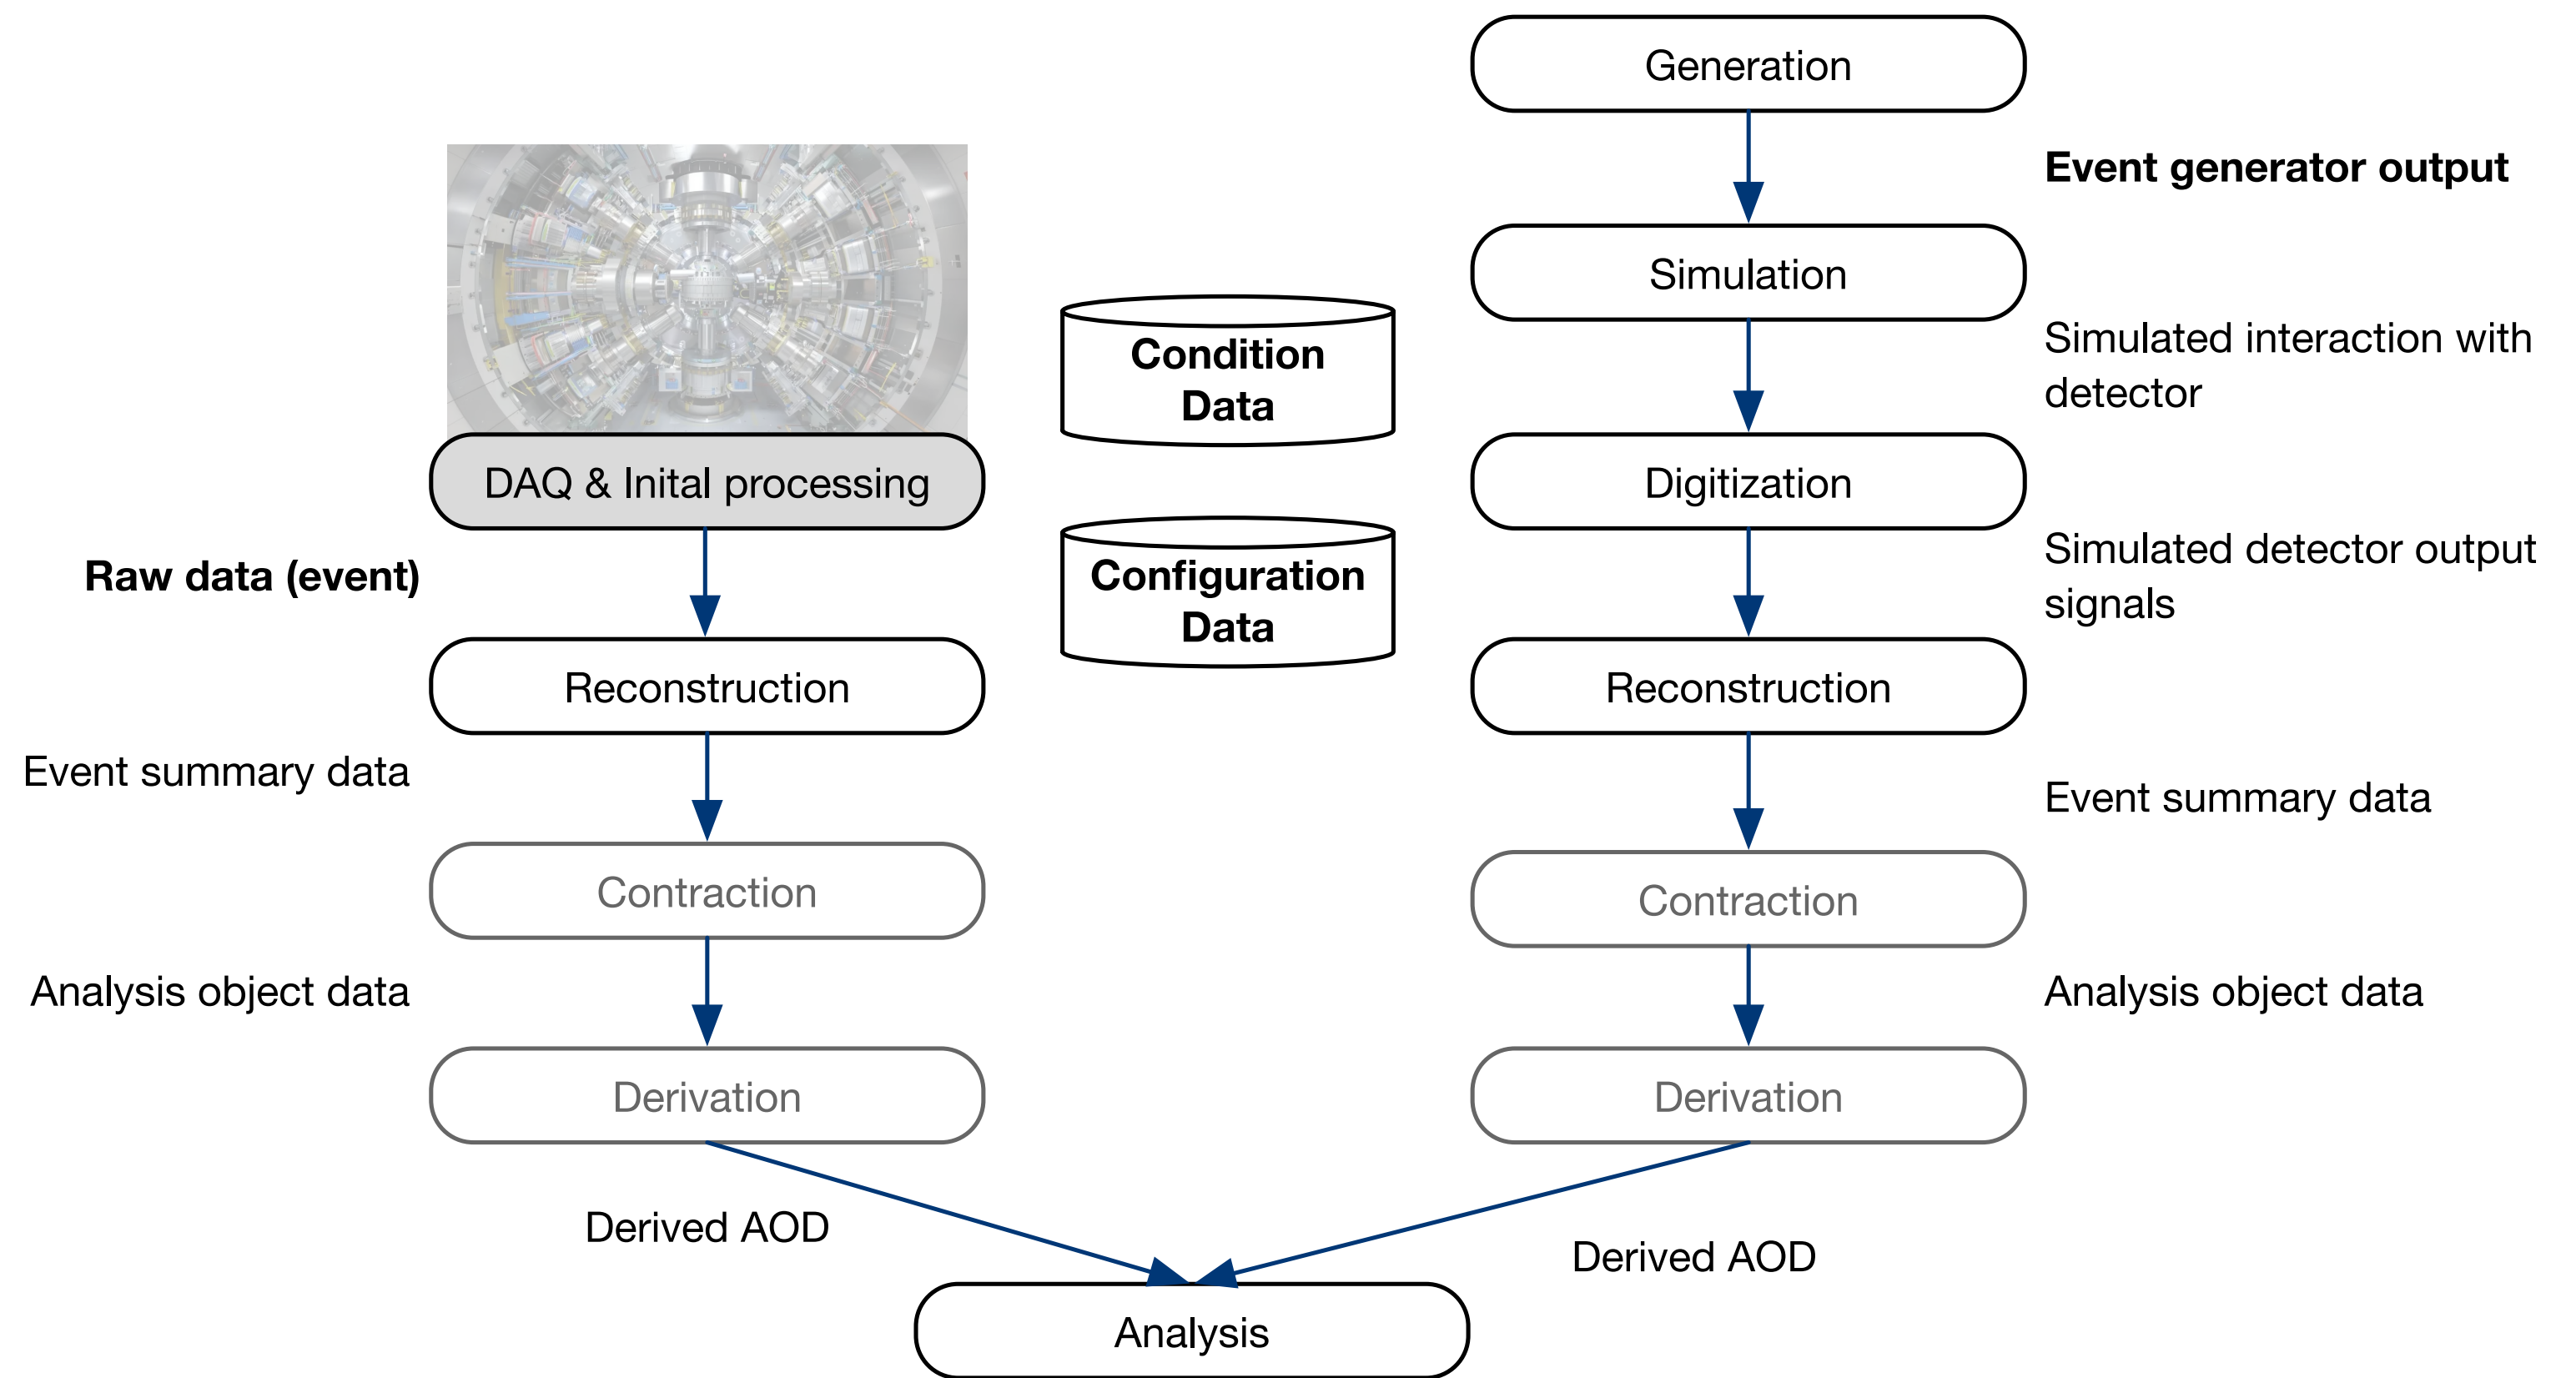 Generation
Event generator output
Simulation
Simulated interaction with
detector
Condition
Data
DAQ & Inital processing
Digitization
Raw data (event)
Configuration
Data
Simulated detector output
signals
Reconstruction
Reconstruction
Event summary data
Event summary data
Contraction
Contraction
Analysis object data
Analysis object data
Derivation
Derivation
Derived AOD
Derived AOD
Analysis